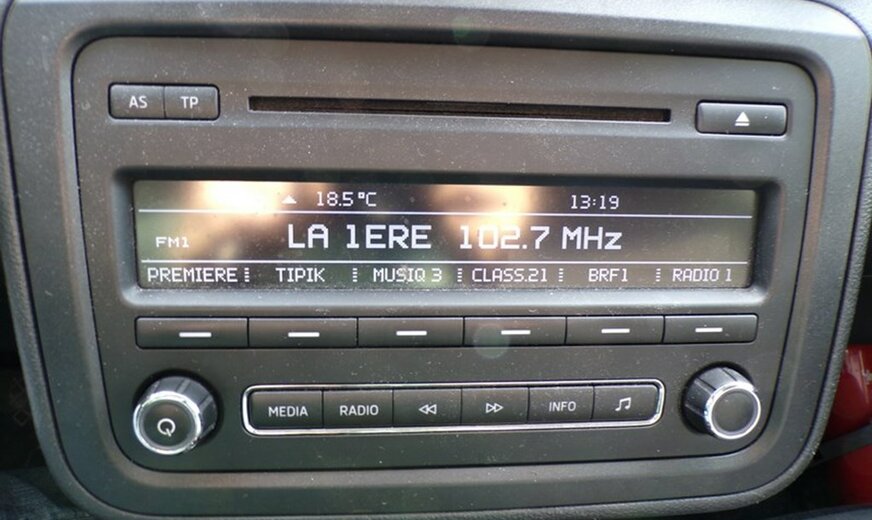 AS TP
18.5°C 13:19
FM1 LA 1ERE 102.7 MHz
PREMIERE TIPIK MUSIQ 3 CLASS.21 BRF1 RADIO 1
MEDIA RADIO INFO